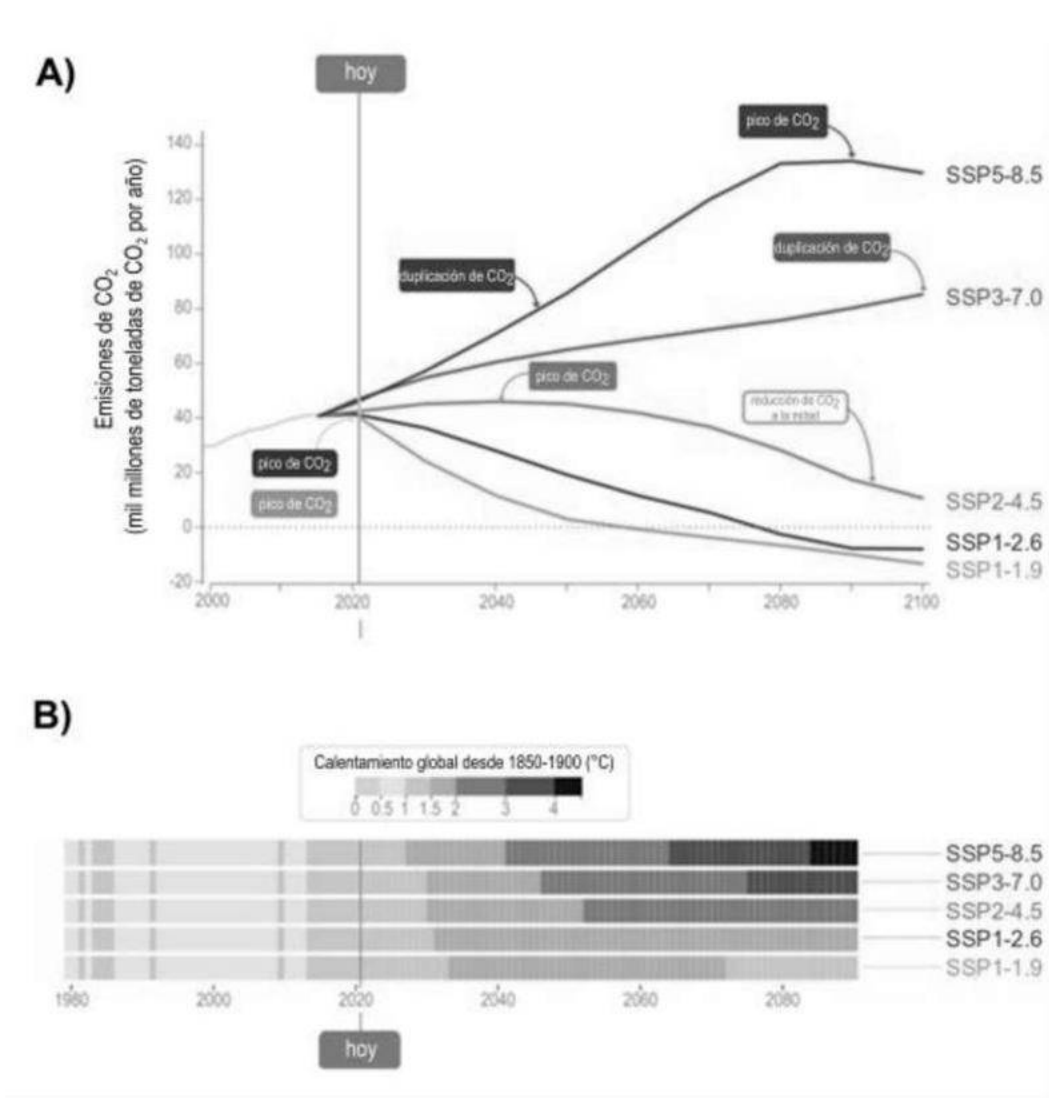 A)
hoy
Emisiones de CO2
(mil millones de toneladas de CO2 por año)
140
120
100
80
60
40
20
0
-20
pico de CO2
SSP5-8.5
duplicación de CO2
duplicación de CO2
SSP3-7.0
pico de CO2
reducción de CO2
a la mitad
pico de CO2
pico de CO2
SSP2-4.5
SSP1-2.6
SSP1-1.9
2000
2020
2040
2060
2080
2100
B)
Calentamiento global desde 1850-1900 (°C)
0 0.5 1 1.5 2 3 4
SSP5-8.5
SSP3-7.0
SSP2-4.5
SSP1-2.6
SSP1-1.9
1980
2000
2020
2040
2060
2080
hoy